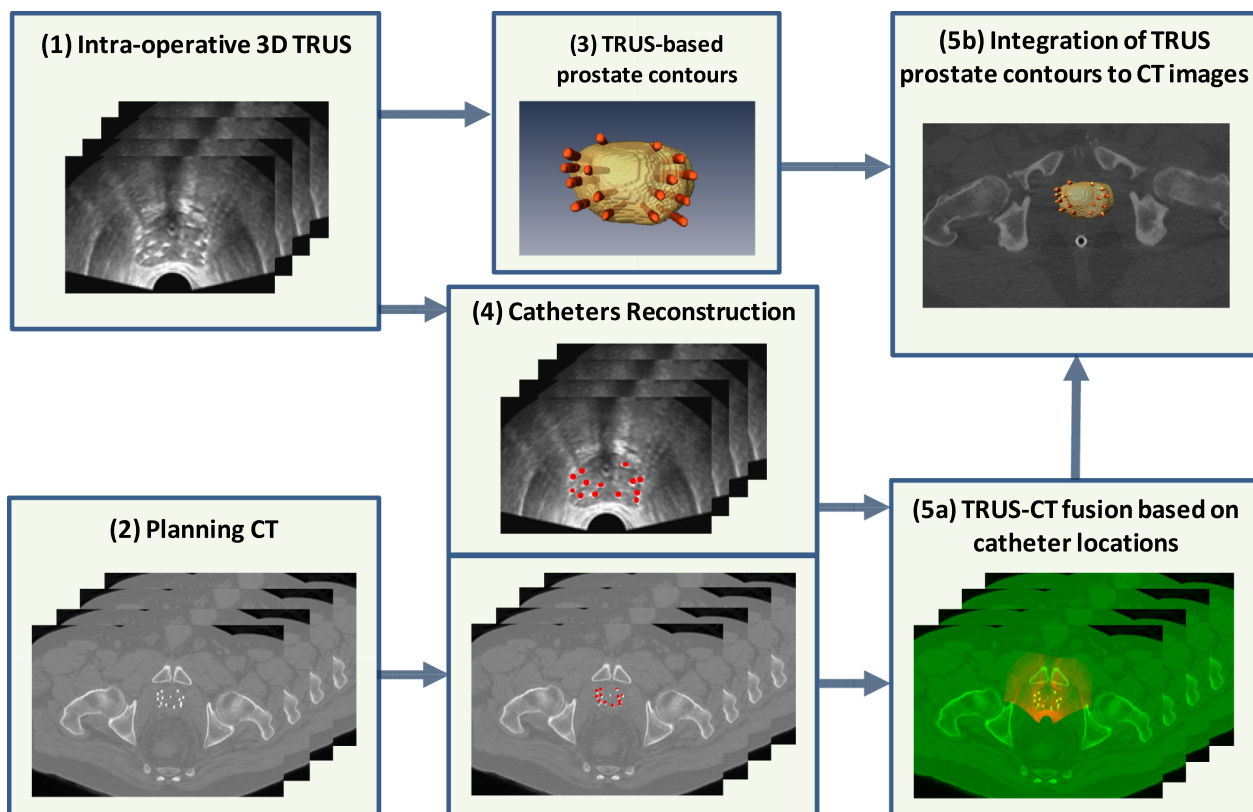 (1) Intra-operative 3D TRUS
(3) TRUS-based
prostate contours
(5b) Integration of TRUS
prostate contours to CT images
(4) Catheters Reconstruction
(2) Planning CT
(5a) TRUS-CT fusion based on
catheter locations